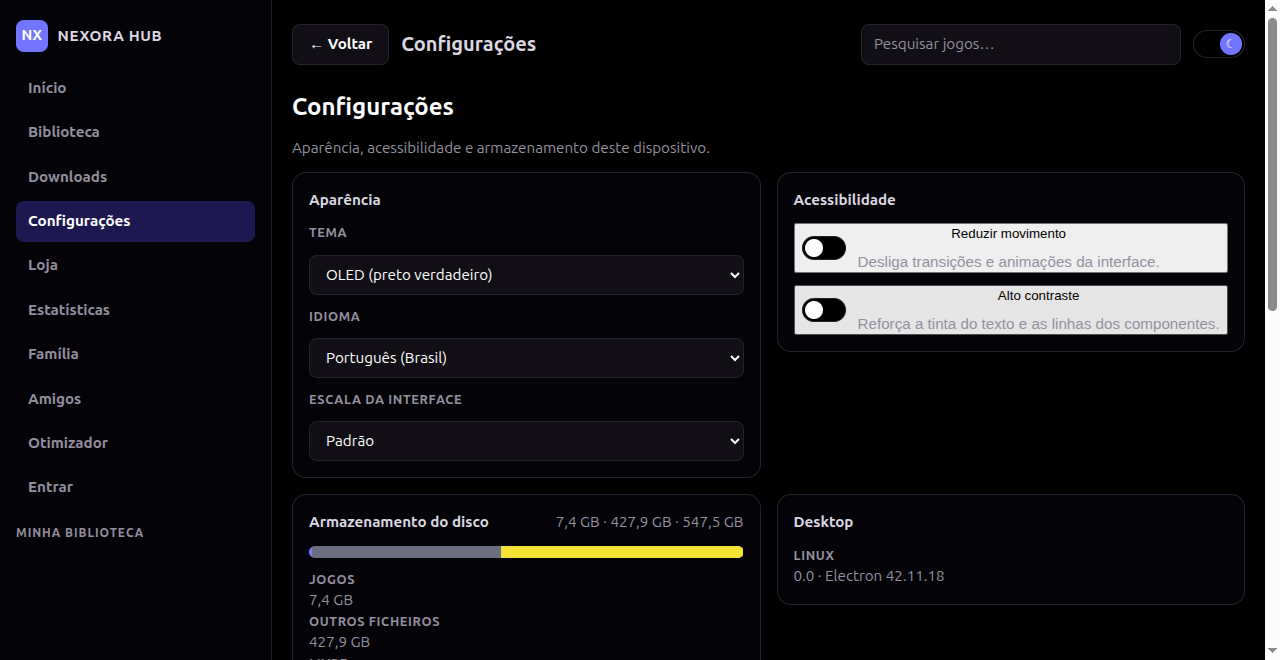 NX NEXORA HUB
Início
Biblioteca
Downloads
Configurações
Loja
Estatísticas
Família
Amigos
Otimizador
Entrar
MINHA BIBLIOTECA
← Voltar
Configurações
Pesquisar jogos…
Configurações
Aparência, acessibilidade e armazenamento deste dispositivo.
Aparência
TEMA
OLED (preto verdadeiro)
IDIOMA
Português (Brasil)
ESCALA DA INTERFACE
Padrão
Acessibilidade
Reduzir movimento
Desliga transições e animações da interface.
Alto contraste
Reforça a tinta do texto e as linhas dos componentes.
Armazenamento do disco
7,4 GB · 427,9 GB · 547,5 GB
JOGOS
7,4 GB
OUTROS FICHEIROS
427,9 GB
Desktop
LINUX
0.0 · Electron 42.11.18